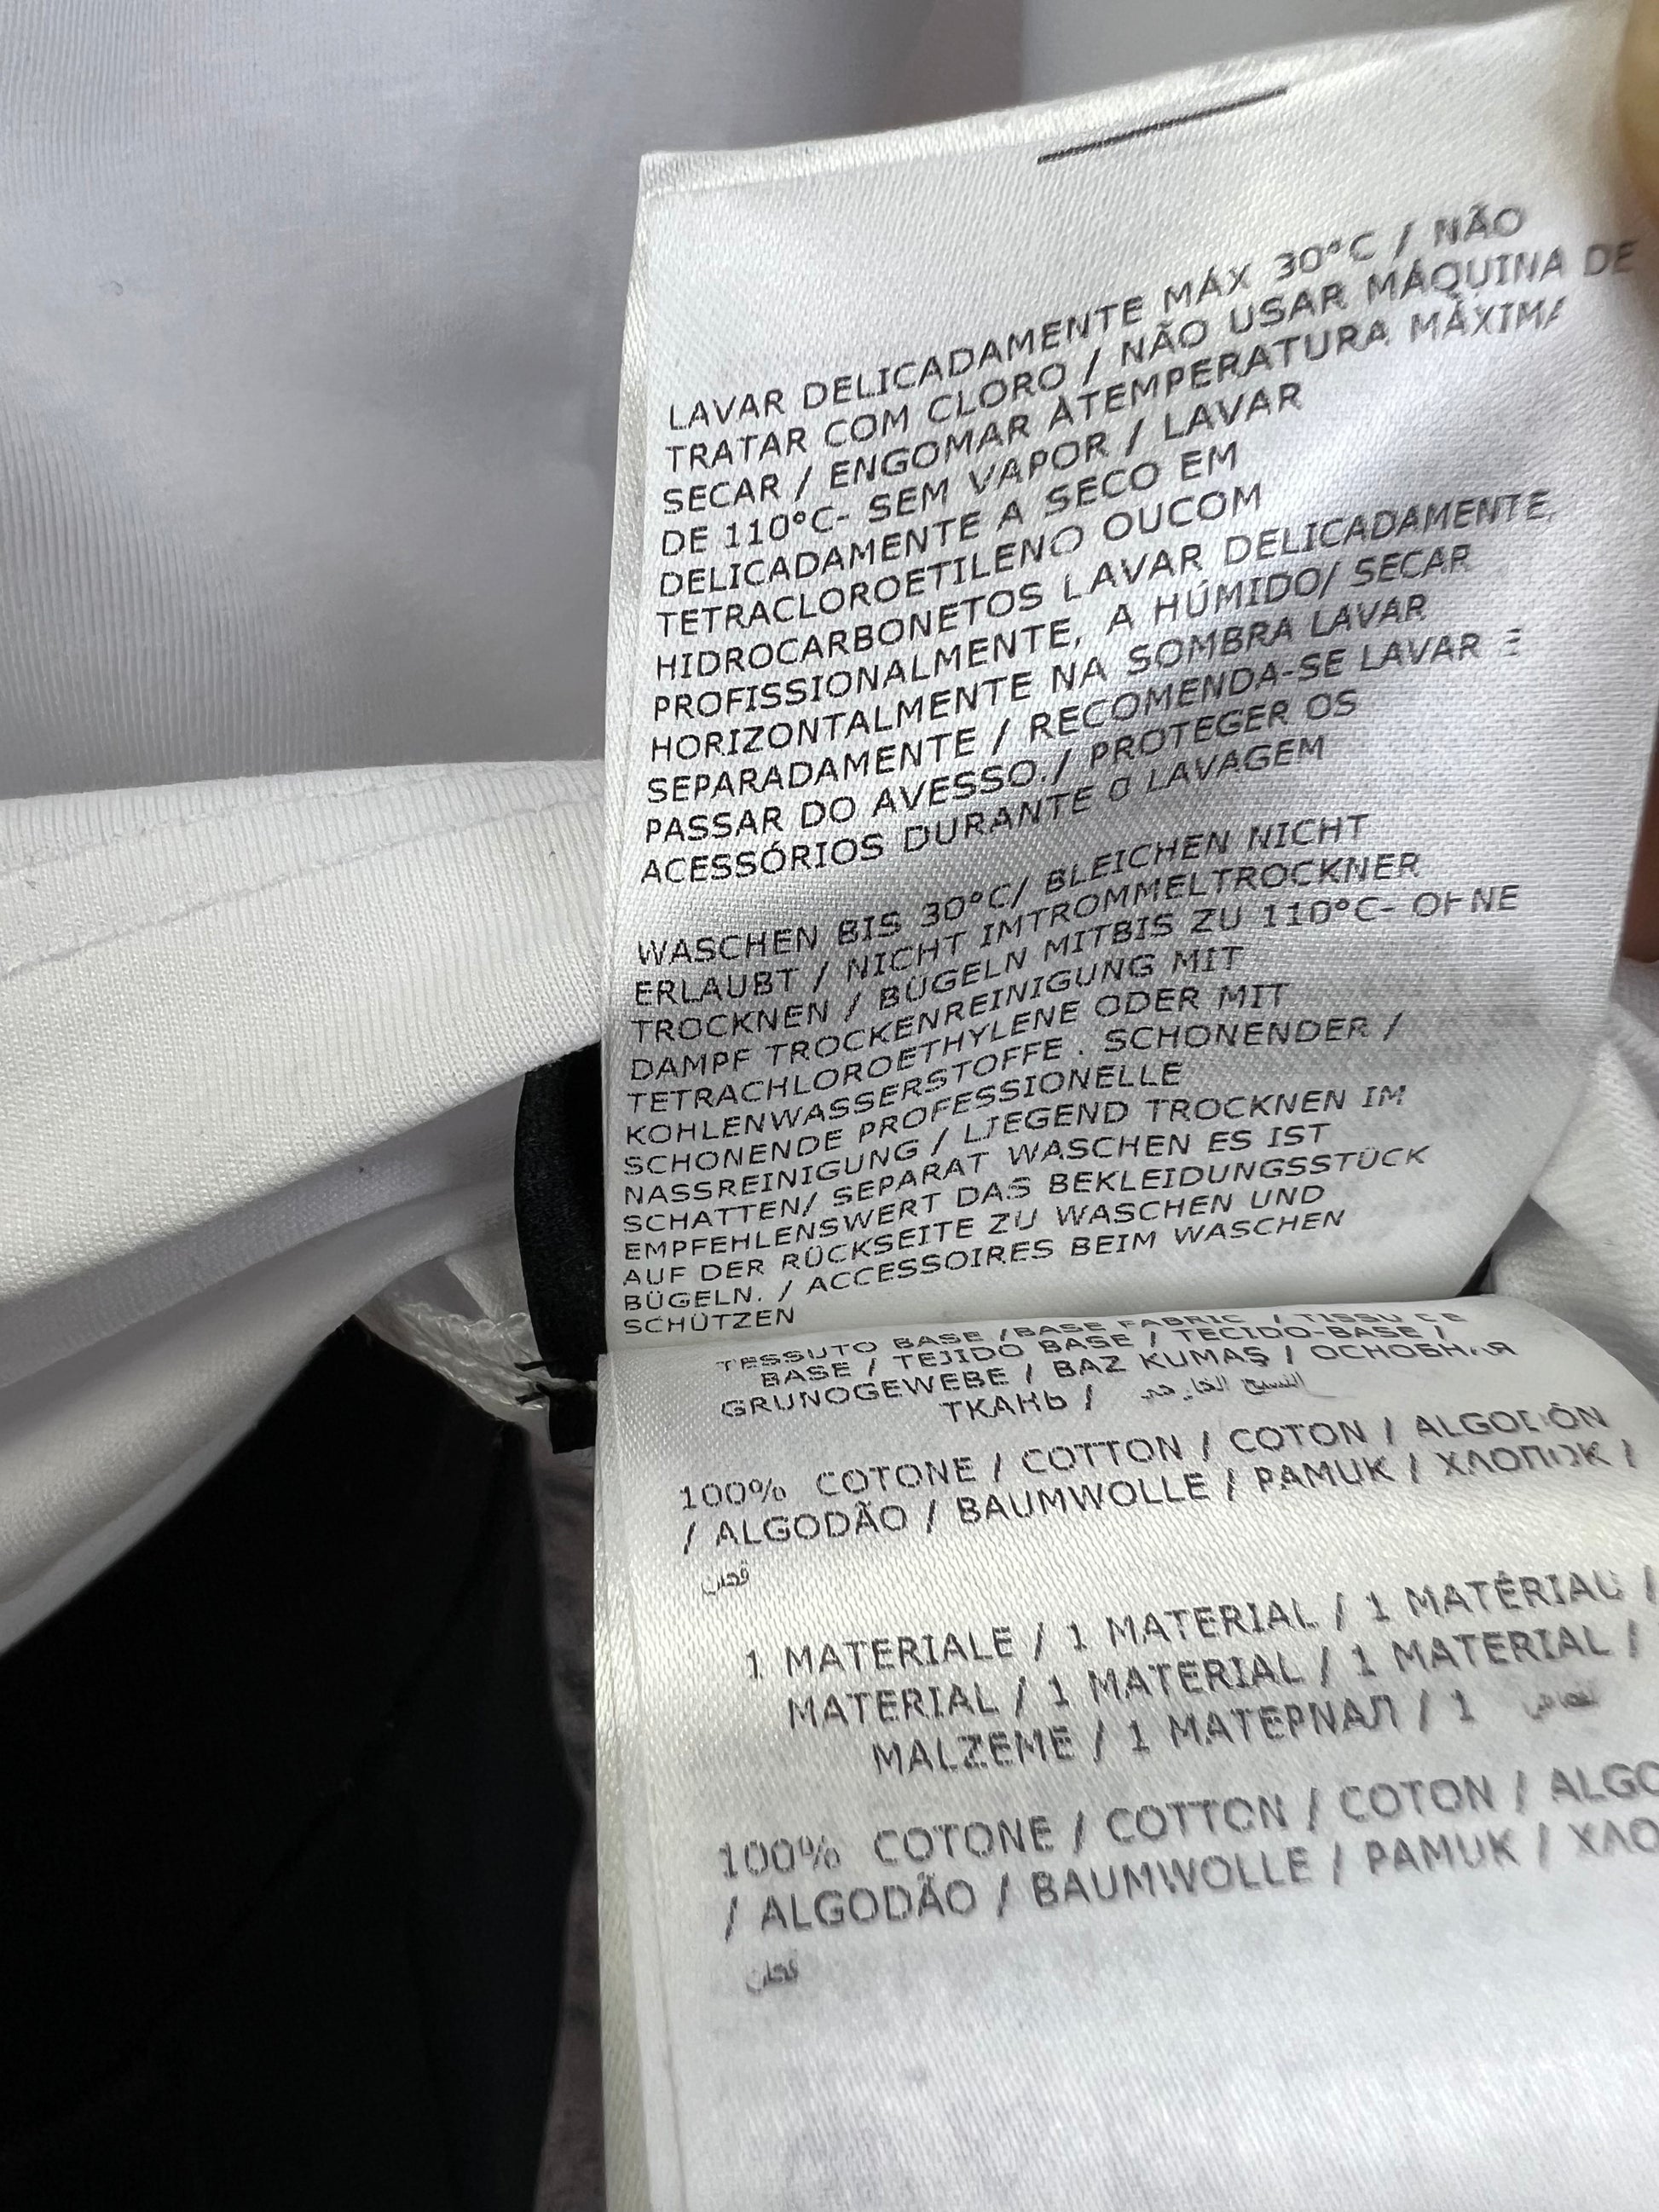 LAVAR DELICADAMENTE MÁX 30°C / NÃO
TRATAR COM CLORO / NÃO USAR MÁQUINA DE
SECAR / ENGOMAR ATEMPERATURA MÁXIMA
DE 110°C- SEM VAPOR / LAVAR
DELICADAMENTE A SECO EM
TETRACLOROETILENO OUCOM
HIDROCARBONETOS LAVAR DELICADAMENTE,
PROFISSIONALMENTE, A HÚMIDO/ SECAR
HORIZONTALMENTE NA SOMBRA LAVAR
SEPARADAMENTE / RECOMENDA-SE LAVAR E
PASSAR DO AVESSO./ PROTEGER OS
ACESSÓRIOS DURANTE O LAVAGEM
WASCHEN BIS 30°C/ BLEICHEN NICHT
ERLAUBT / NICHT IMTROMMELTROCKNER
TROCKNEN / BÜGELN MITBIS ZU 110°C- OHNE
DAMPF TROCKENREINIGUNG MIT
TETRACHLOROETHYLENE ODER MIT
KOHLENWASSERSTOFFE . SCHONENDER /
SCHONENDE PROFESSIONELLE
NASSREINIGUNG / LIEGEND TROCKNEN IM
SCHATTEN/ SEPARAT WASCHEN ES IST
EMPFEHLENSWERT DAS BEKLEIDUNGSSTÜCK
AUF DER RÜCKSEITE ZU WASCHEN UND
BÜGELN. / ACCESSOIRES BEIM WASCHEN
SCHÜTZEN
TESSUTO BASE /BASE FABRIC / TISSU DE
BASE / TEJIDO BASE / TECIDO-BASE /
GRUNOGEWEBE / BAZ KUMAŞ / ОСНОБНАЯ
ТКАНЬ /
100% COTONE / COTTON / COTON / ALGODÓN
/ ALGODÃO / BAUMWOLLE / PAMUK / ХЛОПОК /
1 MATERIALE / 1 MATERIAL / 1 MATÉRIAU /
MATERIAL / 1 MATERIAL / 1 MATERIAL /
MALZEME / 1 МАТЕРNАЛ / 1
100% COTONE / COTTON / COTON /
/ ALGODÃO / BAUMWOLLE / PAMUK /